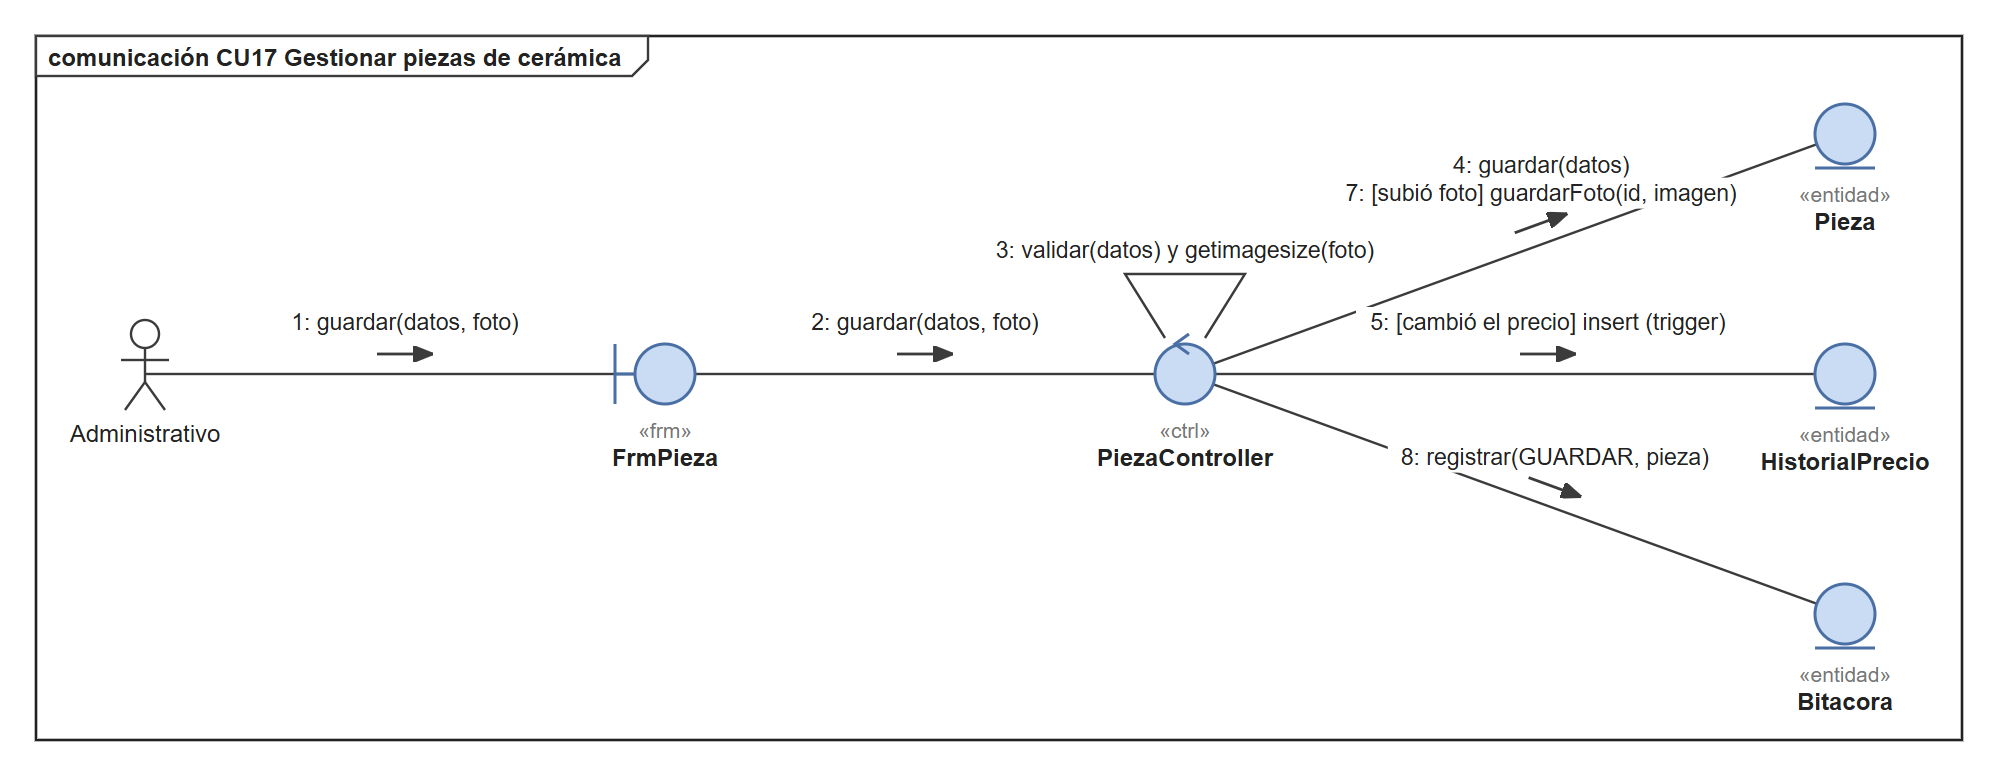 comunicación CU17 Gestionar piezas de cerámica
4: guardar(datos)
7: [subió foto] guardarFoto(id, imagen)
«entidad»
Pieza
3: validar(datos) y getimagesize(foto)
1: guardar(datos, foto)
2: guardar(datos, foto)
5: [cambió el precio] insert (trigger)
Administrativo
«frm»
FrmPieza
«ctrl»
PiezaController
«entidad»
HistorialPrecio
8: registrar(GUARDAR, pieza)
«entidad»
Bitacora